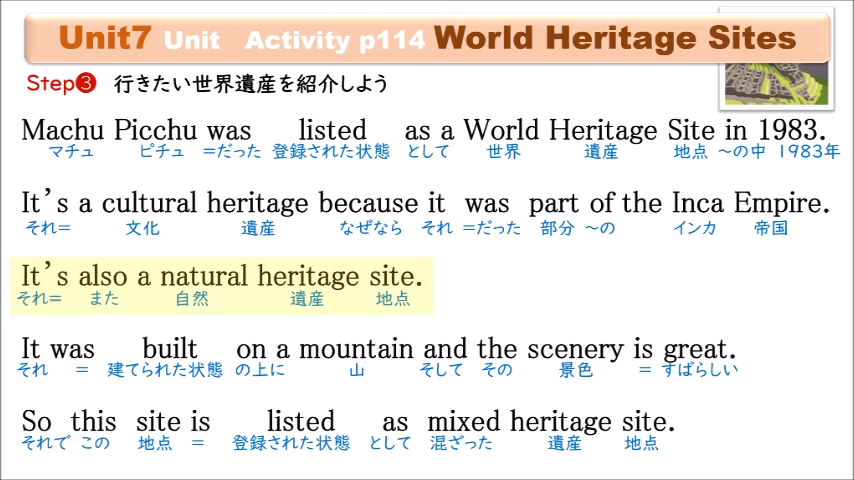 Unit7 Unit Activity p114 World Heritage Sites
Step❸ 行きたい世界遺産を紹介しよう
Machu Picchu was listed as a World Heritage Site in 1983.
マチュ ピチュ =だった 登録された状態 として 世界 遺産 地点 ～の中 1983年
It's a cultural heritage because it was part of the Inca Empire.
それ= 文化 遺産 なぜなら それ =だった 部分 ～の インカ 帝国
It's also a natural heritage site.
それ= また 自然 遺産 地点
It was built on a mountain and the scenery is great.
それ = 建てられた状態 の上に 山 そして その 景色 = すばらしい
So this site is listed as mixed heritage site.
それで この 地点 = 登録された状態 として 混ざった 遺産 地点